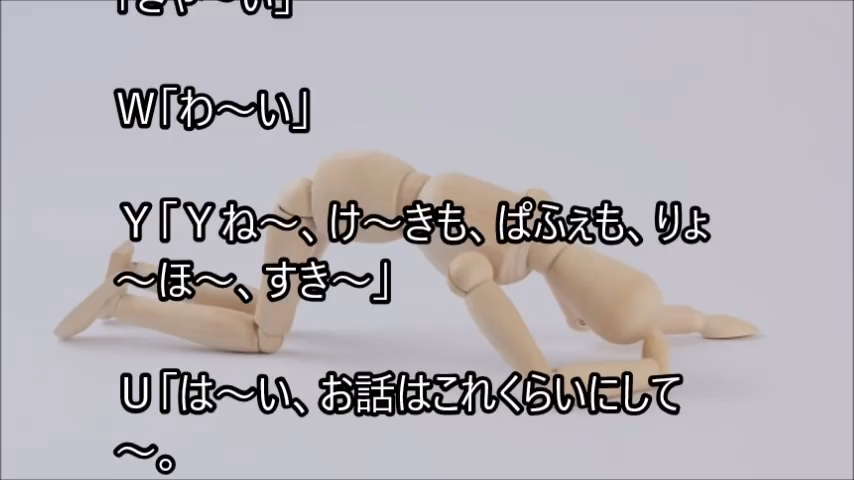 W「わ〜い」
Y「Yね〜、け〜きも、ぱふぇも、りょ
〜ほ〜、すき〜」
U「は〜い、お話はこれくらいにして
〜。